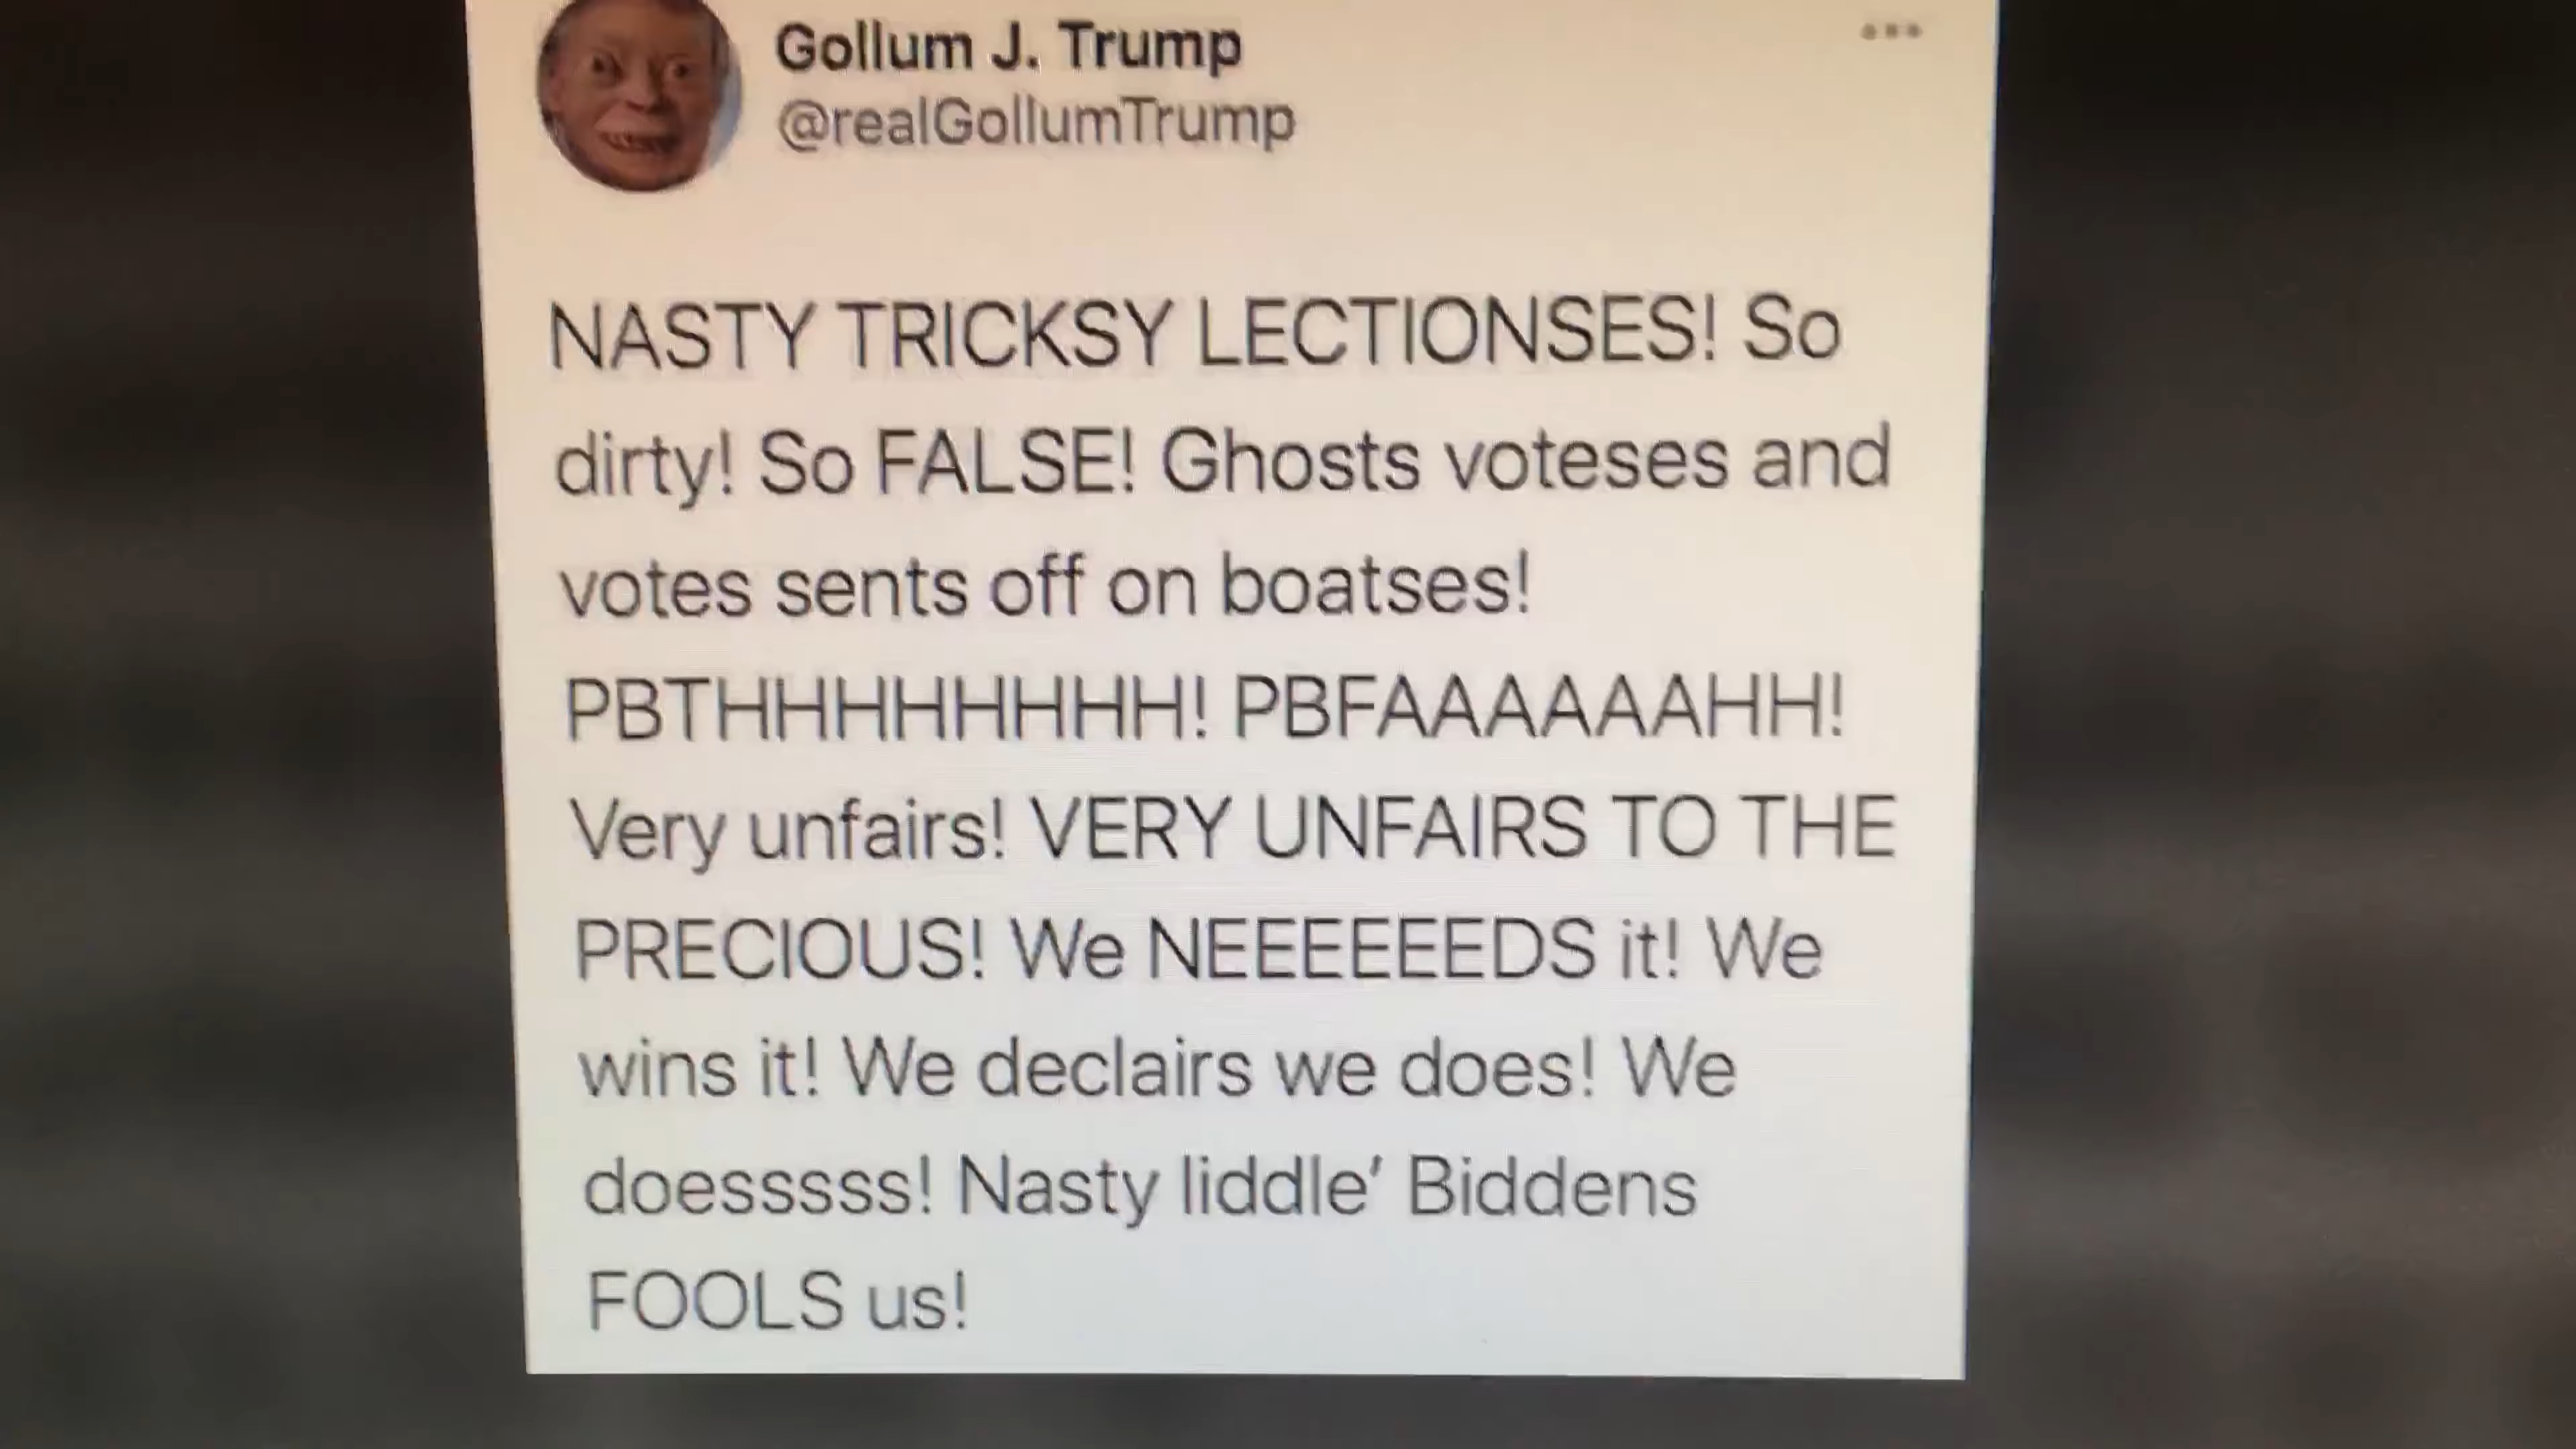 Gollum J. Trump
@realGollumTrump
NASTY TRICKSY LECTIONSES! So
dirty! So FALSE! Ghosts voteses and
votes sents off on boatses!
PBTHHHHHHHH! PBFAAAAAAAHH!
Very unfairs! VERY UNFAIRS TO THE
PRECIOUS! We NEEEEEEDS it! We
wins it! We declairs we does! We
doesssss! Nasty liddle’ Biddens
FOOLS us!